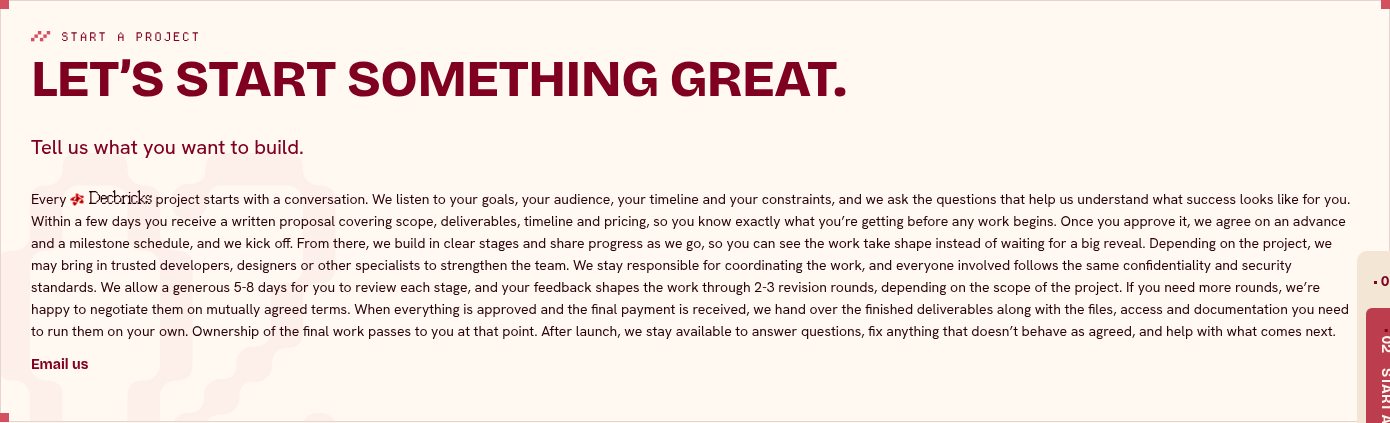 START A PROJECT
LET’S START SOMETHING GREAT.
Tell us what you want to build.
Every Decbricks project starts with a conversation. We listen to your goals, your audience, your timeline and your constraints, and we ask the questions that help us understand what success looks like for you.
Within a few days you receive a written proposal covering scope, deliverables, timeline and pricing, so you know exactly what you’re getting before any work begins. Once you approve it, we agree on an advance
and a milestone schedule, and we kick off. From there, we build in clear stages and share progress as we go, so you can see the work take shape instead of waiting for a big reveal. Depending on the project, we
may bring in trusted developers, designers or other specialists to strengthen the team. We stay responsible for coordinating the work, and everyone involved follows the same confidentiality and security
standards. We allow a generous 5-8 days for you to review each stage, and your feedback shapes the work through 2-3 revision rounds, depending on the scope of the project. If you need more rounds, we’re
happy to negotiate them on mutually agreed terms. When everything is approved and the final payment is received, we hand over the finished deliverables along with the files, access and documentation you need
to run them on your own. Ownership of the final work passes to you at that point. After launch, we stay available to answer questions, fix anything that doesn’t behave as agreed, and help with what comes next.
Email us
02 START